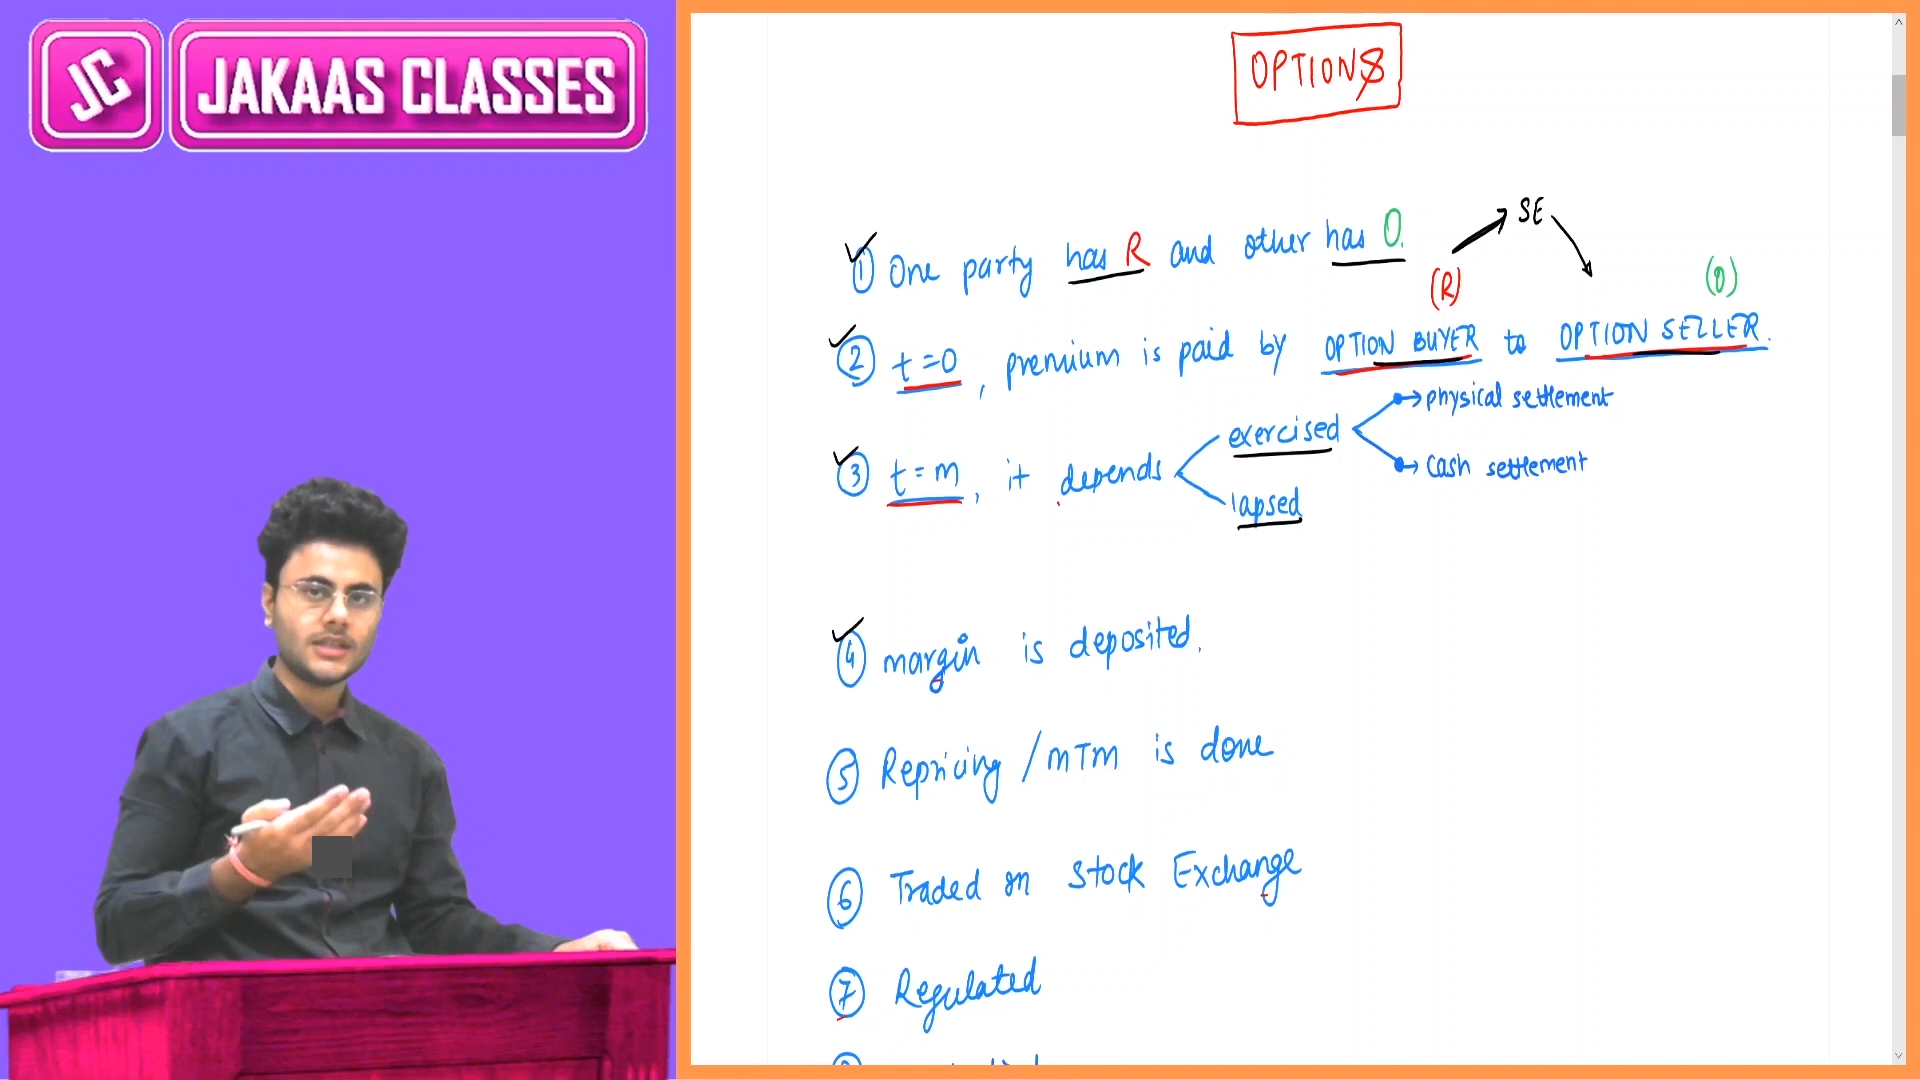 JC JAKAAS CLASSES
OPTIONS
SE
① One party has R and other has O.
(R) (O)
② t=0, premium is paid by OPTION BUYER to OPTION SELLER.
physical settlement
exercised
③ t=m, it depends
cash settlement
lapsed
④ margin is deposited.
⑤ Repricing/MTM is done
⑥ Traded on Stock Exchange
⑦ Regulated